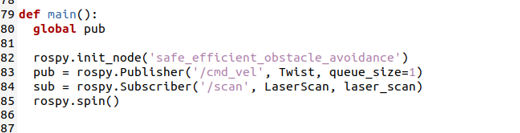 78
79 def main():
80   global pub
81
82   rospy.init_node('safe_efficient_obstacle_avoidance')
83   pub = rospy.Publisher('/cmd_vel', Twist, queue_size=1)
84   sub = rospy.Subscriber('/scan', LaserScan, laser_scan)
85   rospy.spin()
86
87